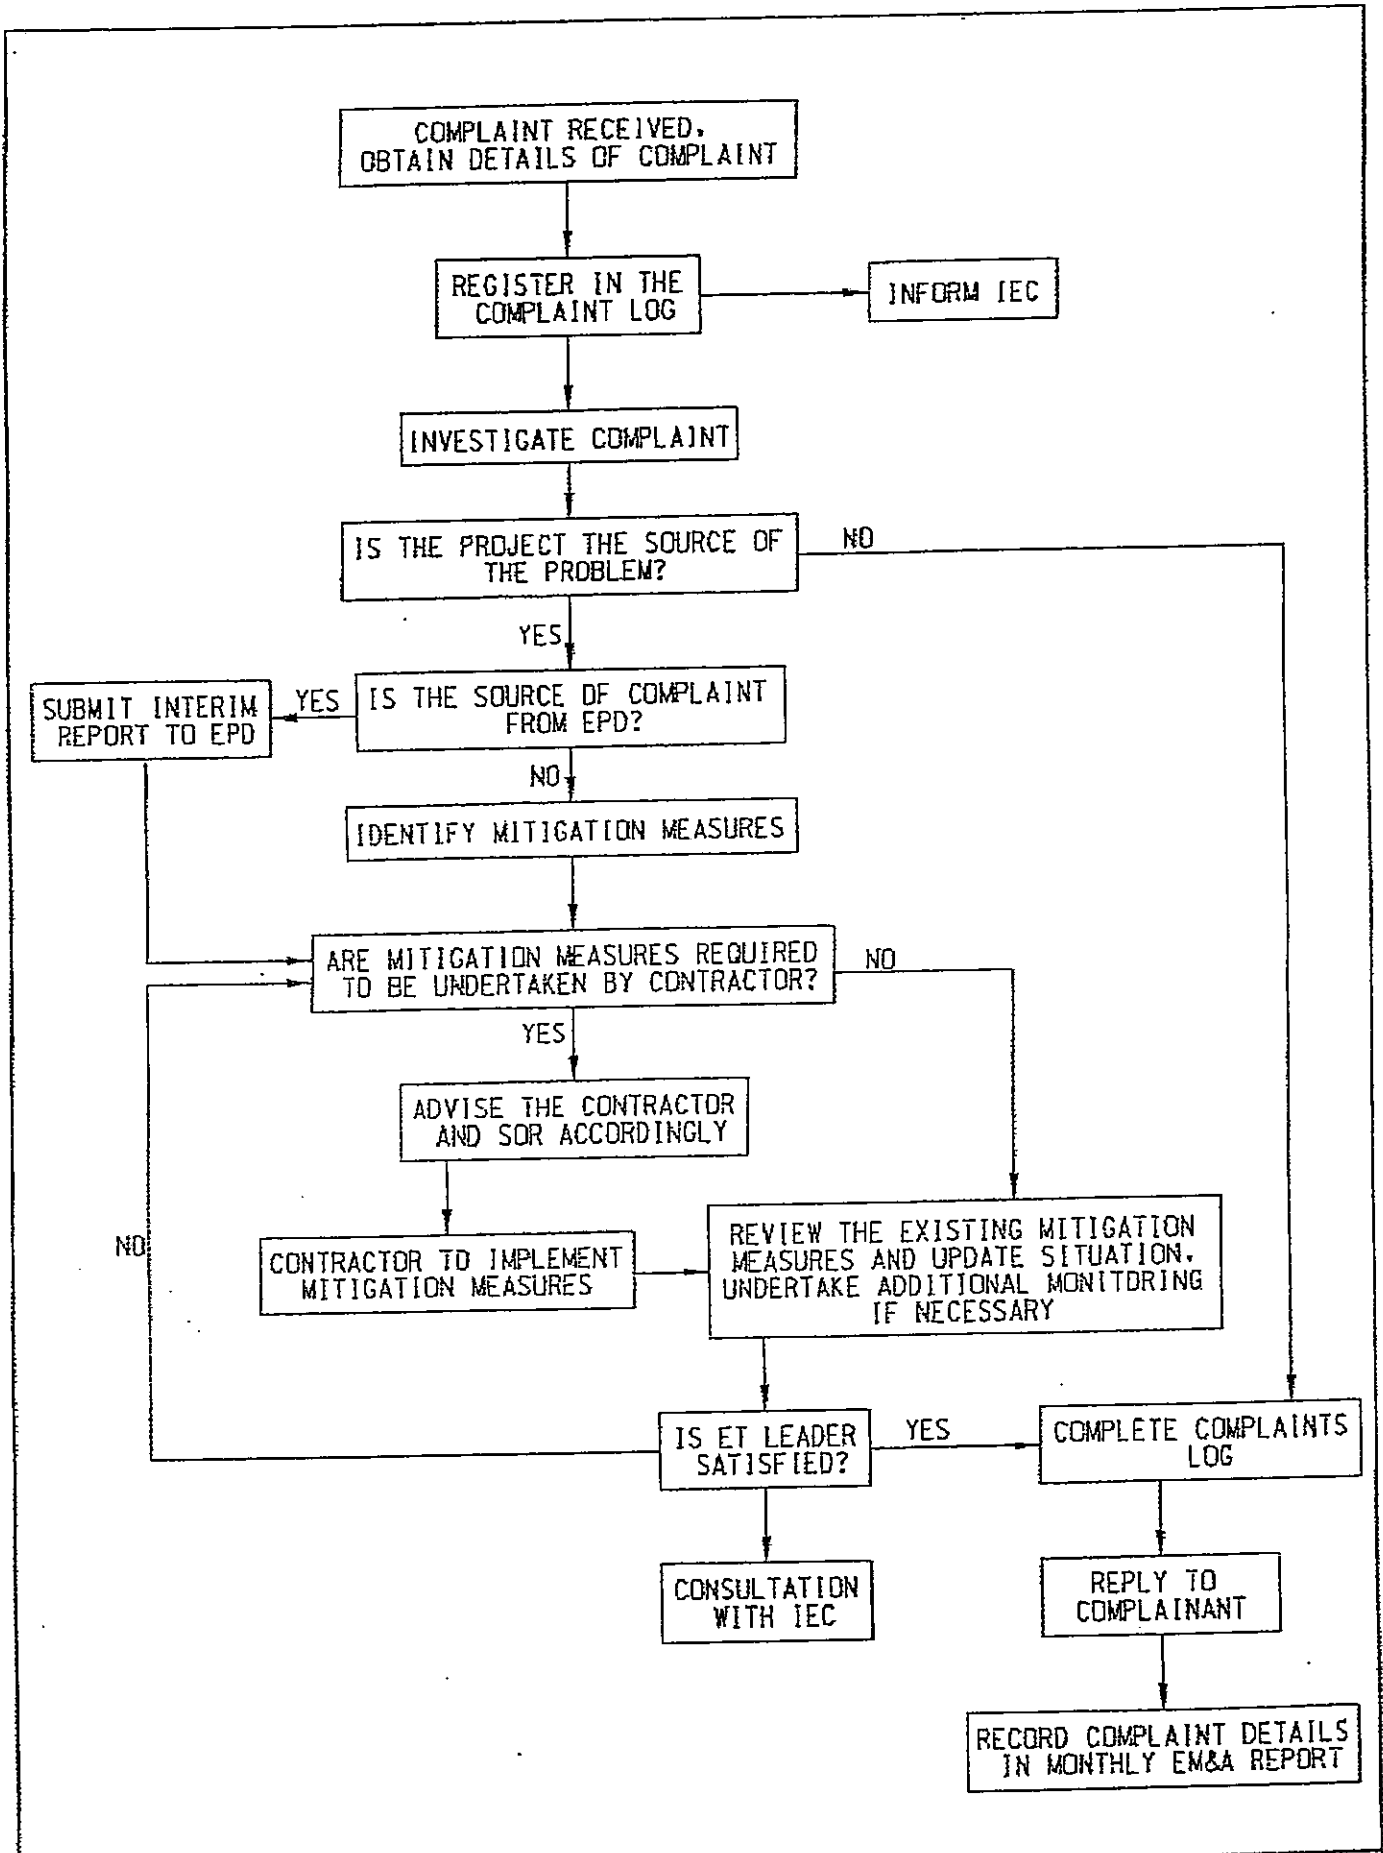 COMPLAINT RECEIVED.
OBTAIN DETAILS OF COMPLAINT
REGISTER IN THE
COMPLAINT LOG
INFORM IEC
INVESTIGATE COMPLAINT
IS THE PROJECT THE SOURCE OF
THE PROBLEM?
NO
YES
IS THE SOURCE OF COMPLAINT
FROM EPD?
YES
SUBMIT INTERIM
REPORT TO EPD
NO
IDENTIFY MITIGATION MEASURES
ARE MITIGATION MEASURES REQUIRED
TO BE UNDERTAKEN BY CONTRACTOR?
NO
YES
ADVISE THE CONTRACTOR
AND SOR ACCORDINGLY
NO
CONTRACTOR TO IMPLEMENT
MITIGATION MEASURES
REVIEW THE EXISTING MITIGATION
MEASURES AND UPDATE SITUATION.
UNDERTAKE ADDITIONAL MONITORING
IF NECESSARY
IS ET LEADER
SATISFIED?
YES
COMPLETE COMPLAINTS
LOG
CONSULTATION
WITH IEC
REPLY TO
COMPLAINANT
RECORD COMPLAINT DETAILS
IN MONTHLY EM&A REPORT